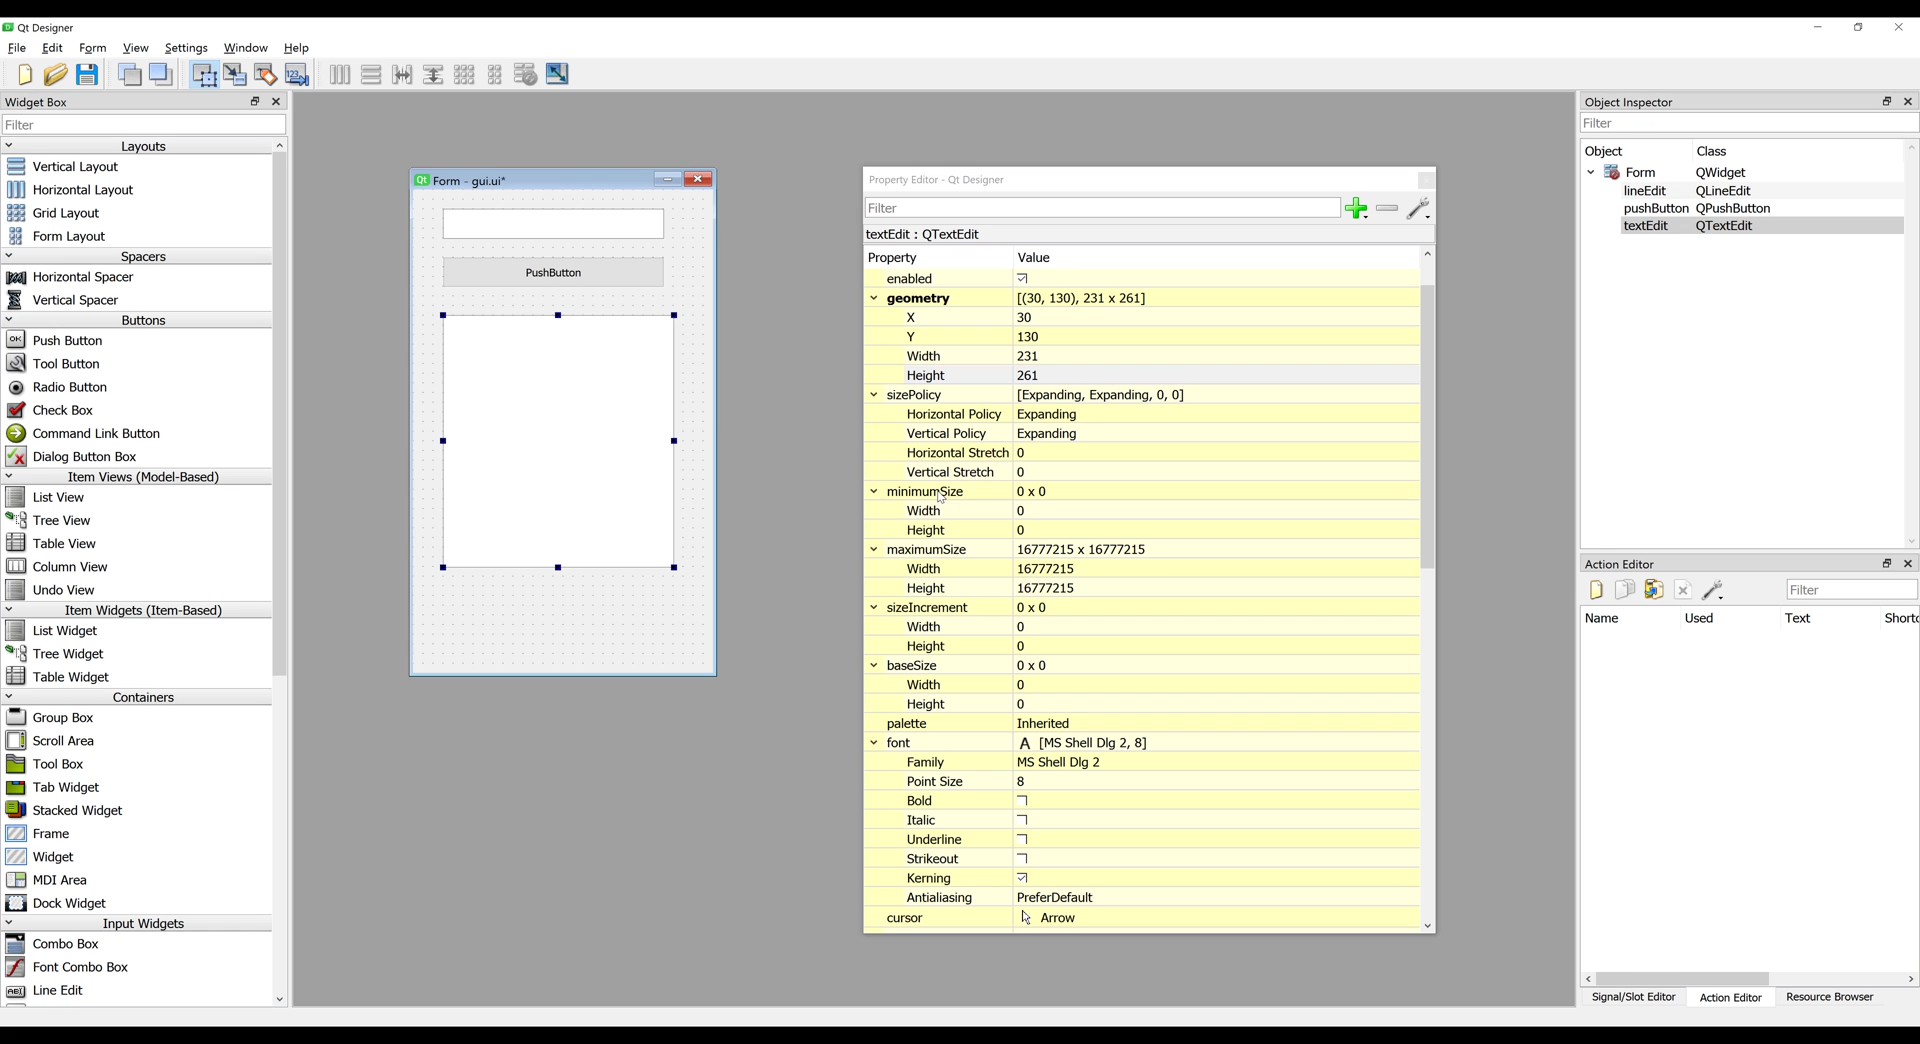 Qt Designer
File Edit Form View Settings Window Help
Widget Box
Filter
Layouts
Vertical Layout
Horizontal Layout
Grid Layout
Form Layout
Spacers
Horizontal Spacer
Vertical Spacer
Buttons
OK Push Button
Tool Button
Radio Button
Check Box
Command Link Button
Dialog Button Box
Item Views (Model-Based)
List View
Tree View
Table View
Column View
Undo View
Item Widgets (Item-Based)
List Widget
Tree Widget
Table Widget
Containers
Group Box
Scroll Area
Tool Box
Tab Widget
Stacked Widget
Frame
Widget
MDI Area
Dock Widget
Input Widgets
Combo Box
Font Combo Box
Line Edit
Qt Form - gui.ui*
PushButton
Property Editor - Qt Designer
Filter
textEdit : QTextEdit
Property Value
enabled
geometry [(30, 130), 231 x 261]
X 30
Y 130
Width 231
Height 261
sizePolicy [Expanding, Expanding, 0, 0]
Horizontal Policy Expanding
Vertical Policy Expanding
Horizontal Stretch 0
Vertical Stretch 0
minimumSize 0 x 0
Width 0
Height 0
maximumSize 16777215 x 16777215
Width 16777215
Height 16777215
sizeIncrement 0 x 0
Width 0
Height 0
baseSize 0 x 0
Width 0
Height 0
palette Inherited
font A [MS Shell Dlg 2, 8]
Family MS Shell Dlg 2
Point Size 8
Bold
Italic
Underline
Strikeout
Kerning
Antialiasing PreferDefault
cursor Arrow
Object Inspector
Filter
Object Class
Form QWidget
lineEdit QLineEdit
pushButton QPushButton
textEdit QTextEdit
Action Editor
Filter
Name Used Text Shortc
Signal/Slot Editor Action Editor Resource Browser